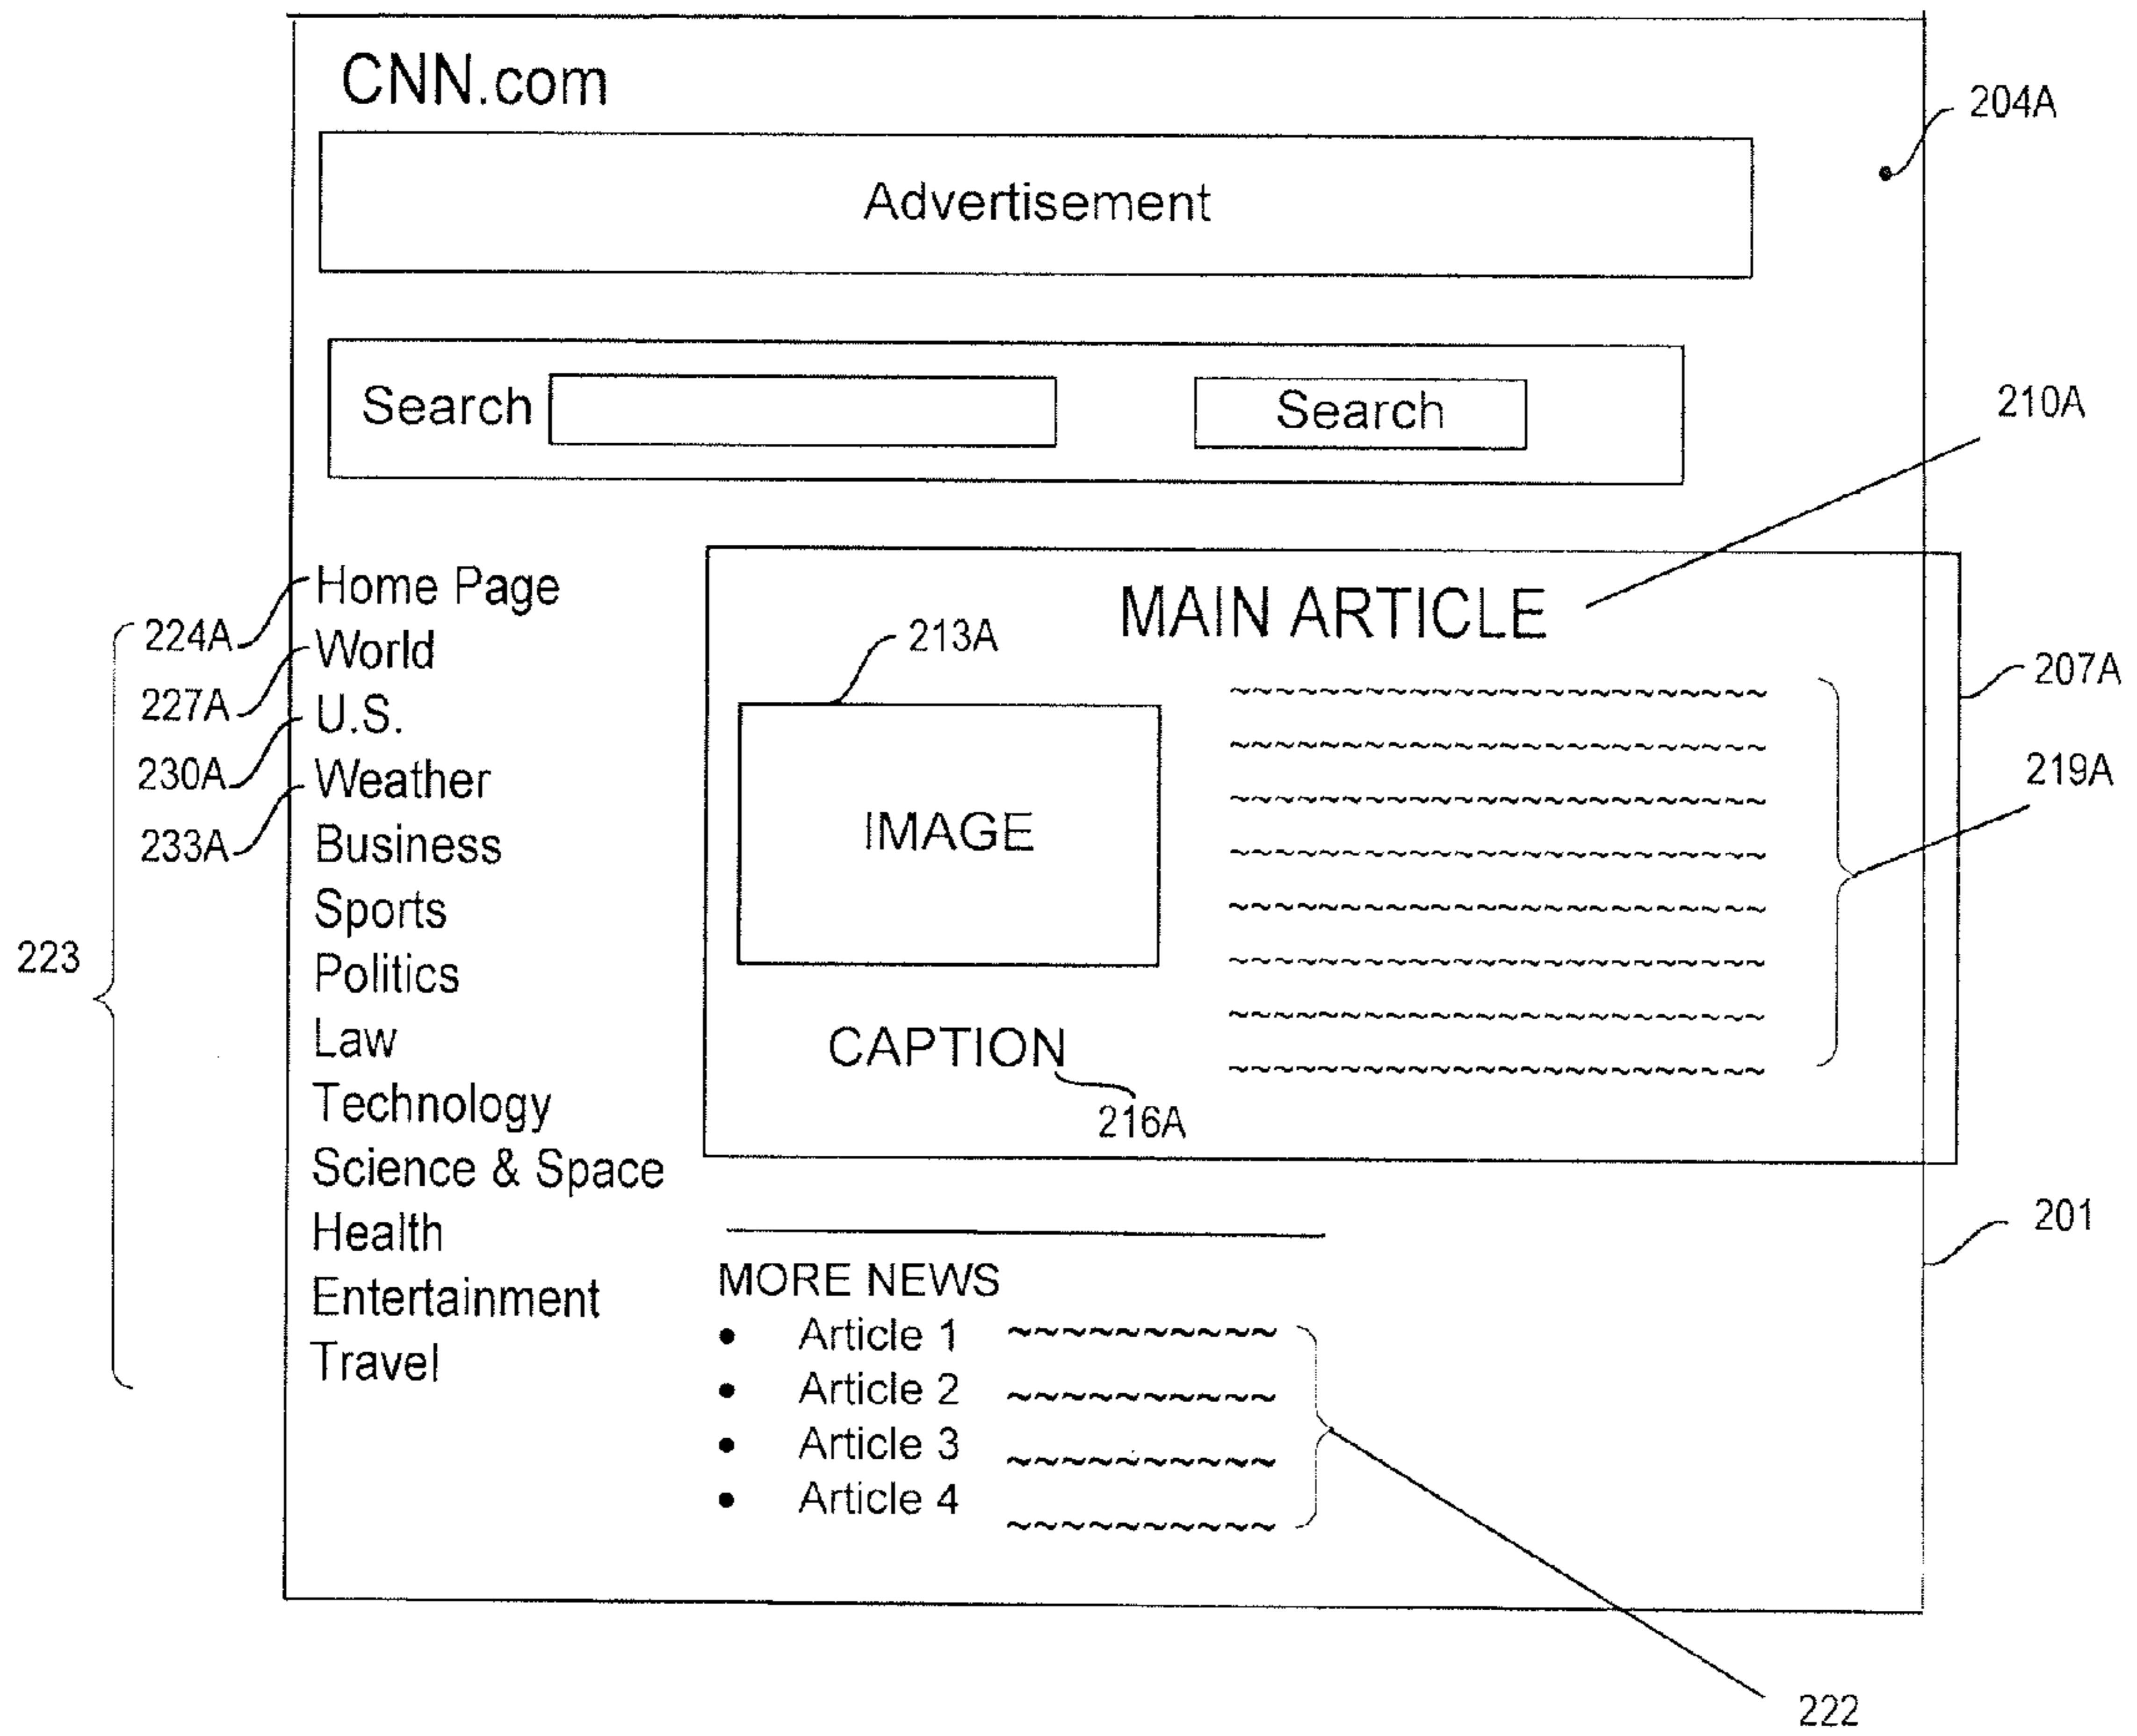 CNN.com
204A
Advertisement
Search
Search
210A
Home Page
224A
World
227A
U.S.
230A
Weather
233A
Business
Sports
Politics
Law
Technology
Science & Space
Health
Entertainment
Travel
223
MAIN ARTICLE
213A
207A
219A
IMAGE
CAPTION
216A
201
MORE NEWS
• Article 1
• Article 2
• Article 3
• Article 4
222